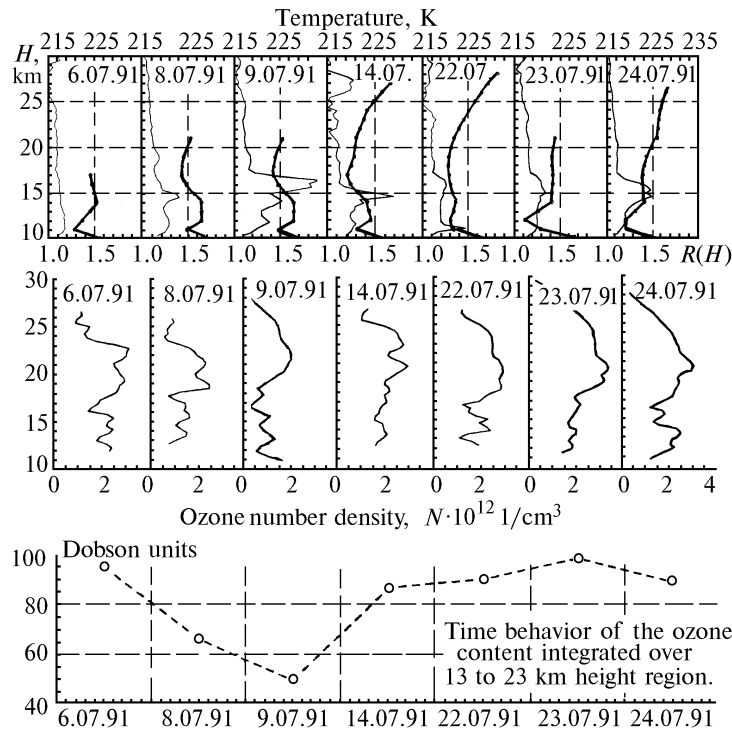 Temperature, K
215 225 215 225 215 225 215 225 215 225 215 225 215 225 235
H,
km
6.07.91 8.07.91 9.07.91 14.07. 22.07. 23.07.91 24.07.91
25
20
15
10
1.0 1.5 1.0 1.5 1.0 1.5 1.0 1.5 1.0 1.5 1.0 1.5 1.0 1.5 R(H)
30
6.07.91 8.07.91 9.07.91 14.07.91 22.07.91 23.07.91 24.07.91
25
20
15
10
0 2 0 2 0 2 0 2 0 2 0 2 0 2 4
Ozone number density, N·10¹² 1/cm³
Dobson units
100
80
60
40
Time behavior of the ozone
content integrated over
13 to 23 km height region.
6.07.91 8.07.91 9.07.91 14.07.91 22.07.91 23.07.91 24.07.91